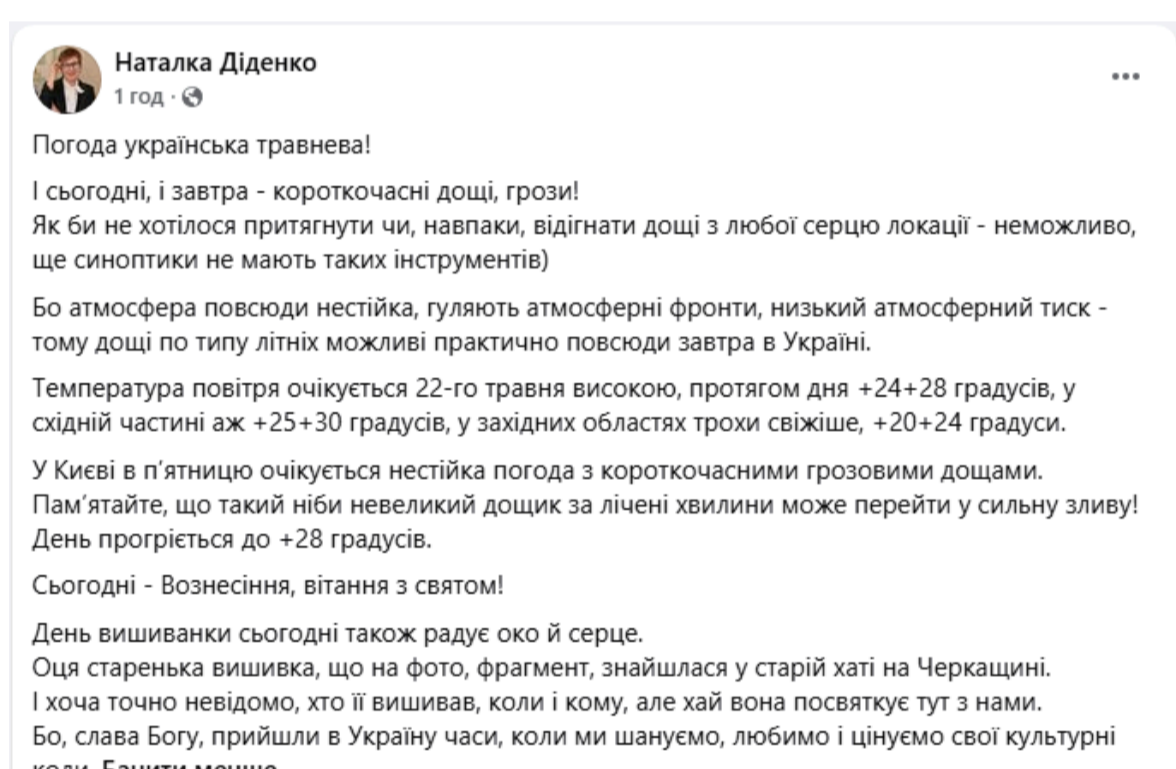 Наталка Діденко
1 год ·
Погода українська травнева!
І сьогодні, і завтра - короткочасні дощі, грози!
Як би не хотілося притягнути чи, навпаки, відігнати дощі з любої серцю локації - неможливо,
ще синоптики не мають таких інструментів)
Бо атмосфера повсюди нестійка, гуляють атмосферні фронти, низький атмосферний тиск -
тому дощі по типу літніх можливі практично повсюди завтра в Україні.
Температура повітря очікується 22-го травня високою, протягом дня +24+28 градусів, у
східній частині аж +25+30 градусів, у західних областях трохи свіжіше, +20+24 градуси.
У Києві в п’ятницю очікується нестійка погода з короткочасними грозовими дощами.
Пам’ятайте, що такий ніби невеликий дощик за лічені хвилини може перейти у сильну зливу!
День прогріється до +28 градусів.
Сьогодні - Вознесіння, вітання з святом!
День вишиванки сьогодні також радує око й серце.
Оця старенька вишивка, що на фото, фрагмент, знайшлася у старій хаті на Черкащині.
І хоча точно невідомо, хто її вишивав, коли і кому, але хай вона посвяткує тут з нами.
Бо, слава Богу, прийшли в Україну часи, коли ми шануємо, любимо і цінуємо свої культурні
коди. Бачити менше